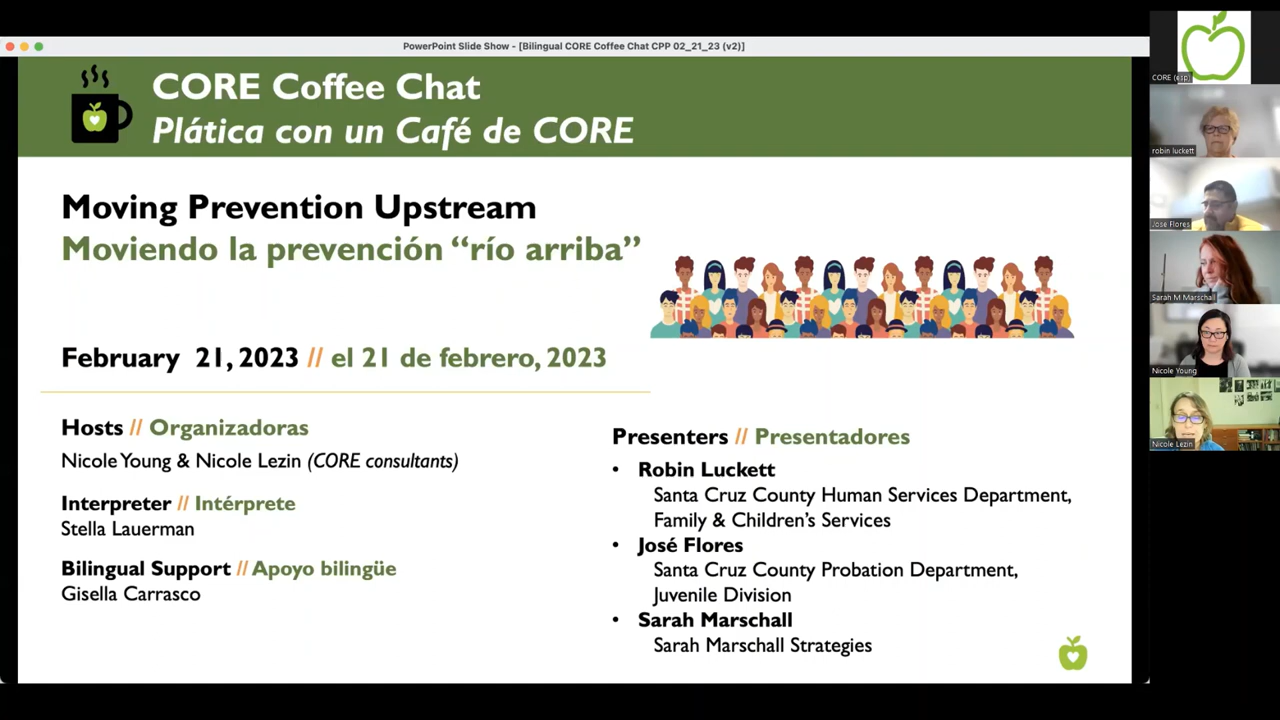 PowerPoint Slide Show - [Bilingual CORE Coffee Chat CPP 02_21_23 (v2)]
CORE Coffee Chat
Plática con un Café de CORE
Moving Prevention Upstream
Moviendo la prevención “río arriba”
February 21, 2023 // el 21 de febrero, 2023
Hosts // Organizadoras
Nicole Young & Nicole Lezin (CORE consultants)
Interpreter // Intérprete
Stella Lauerman
Bilingual Support // Apoyo bilingüe
Gisella Carrasco
Presenters // Presentadores
• Robin Luckett
Santa Cruz County Human Services Department,
Family & Children’s Services
• José Flores
Santa Cruz County Probation Department,
Juvenile Division
• Sarah Marschall
Sarah Marschall Strategies
CORE (esp)
robin luckett
Jose Flores
Sarah M Marschall
Nicole Young
Nicole Lezin